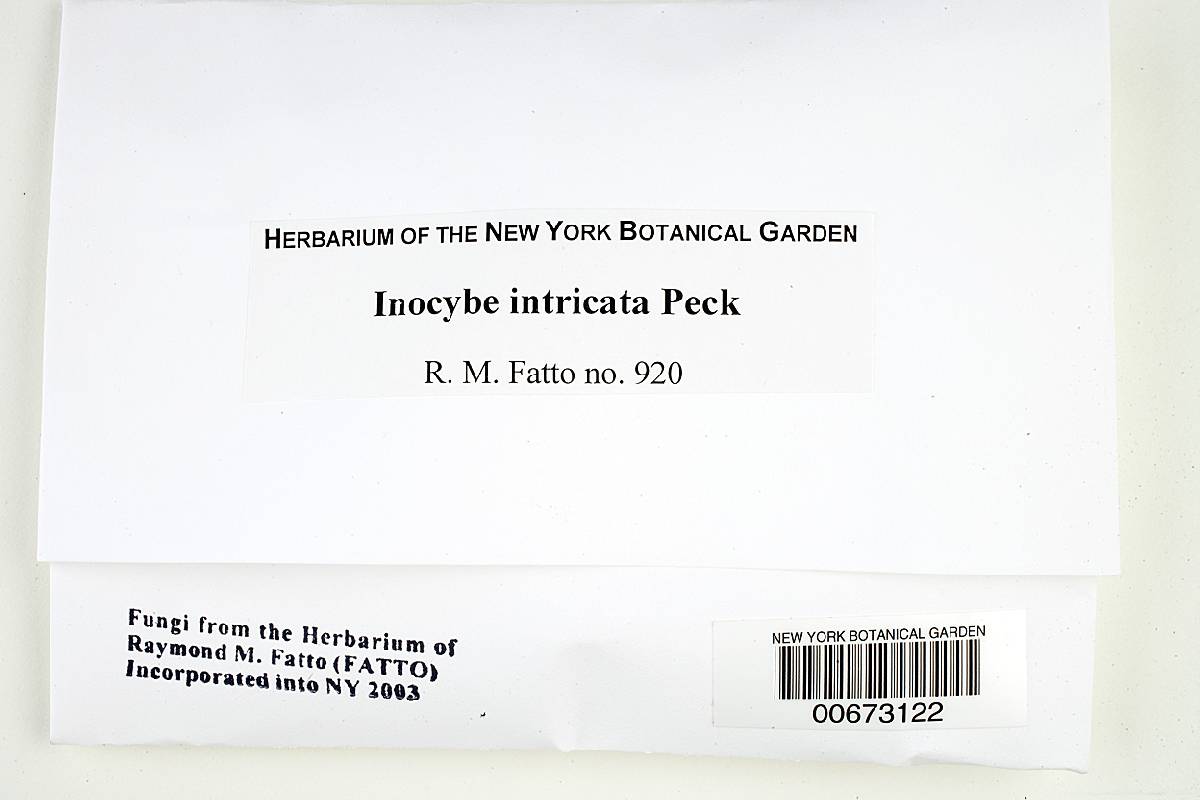 HERBARIUM OF THE NEW YORK BOTANICAL GARDEN
Inocybe intricata Peck
R. M. Fatto no. 920
Fungi from the Herbarium of
Raymond M. Fatto (FATTO)
Incorporated into NY 2003
NEW YORK BOTANICAL GARDEN
00673122